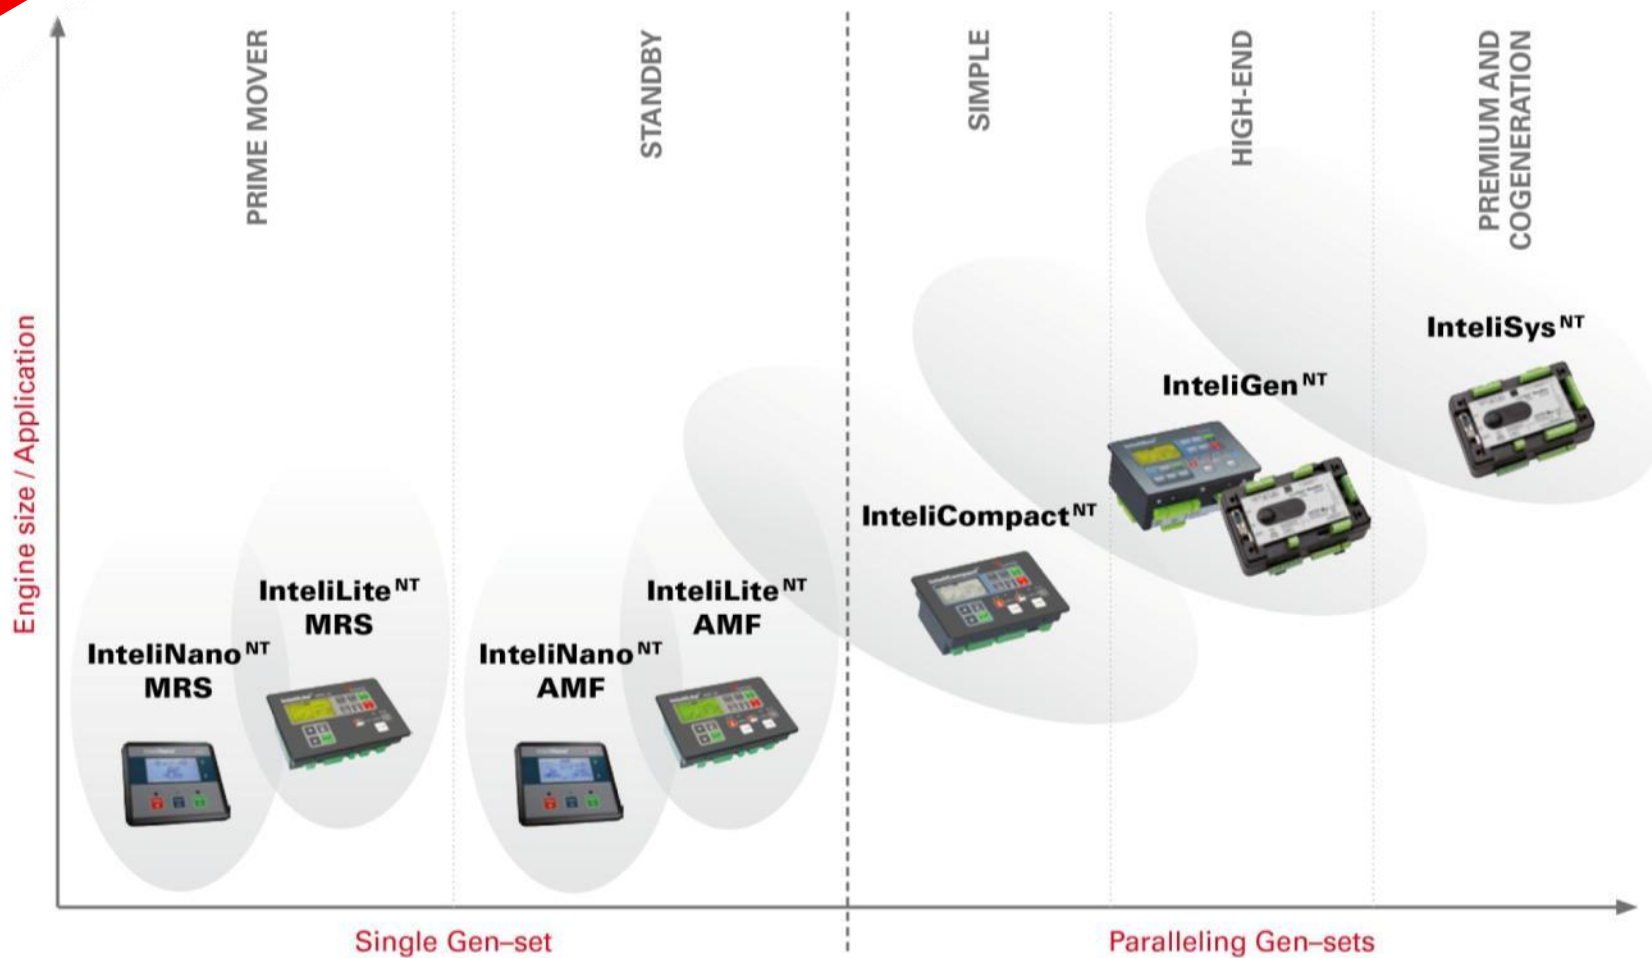 PRIME MOVER
STANDBY
SIMPLE
HIGH-END
PREMIUM AND
COGENERATION
Engine size / Application
InteliNano NT
MRS
InteliLite NT
MRS
InteliNano NT
AMF
InteliLite NT
AMF
InteliCompact NT
InteliGen NT
InteliSys NT
Single Gen–set
Paralleling Gen–sets